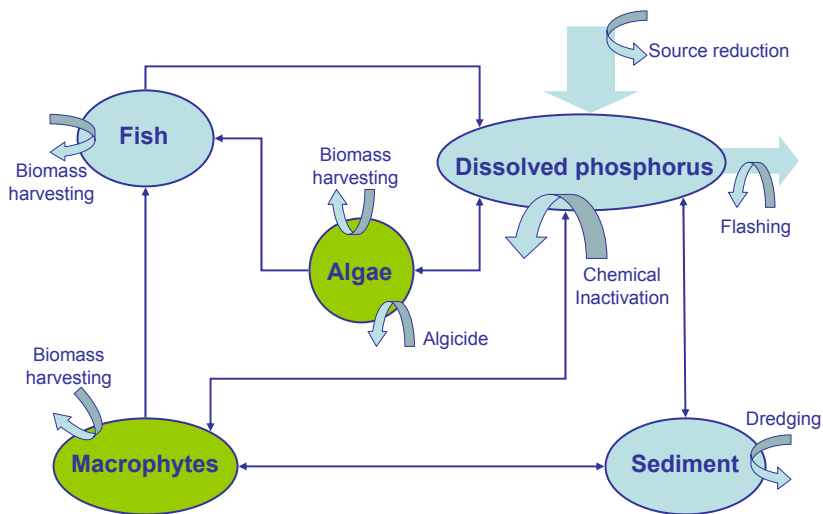 Source reduction
Fish
Biomass
harvesting
Biomass
harvesting
Dissolved phosphorus
Flashing
Algae
Chemical
Inactivation
Algicide
Biomass
harvesting
Dredging
Macrophytes
Sediment